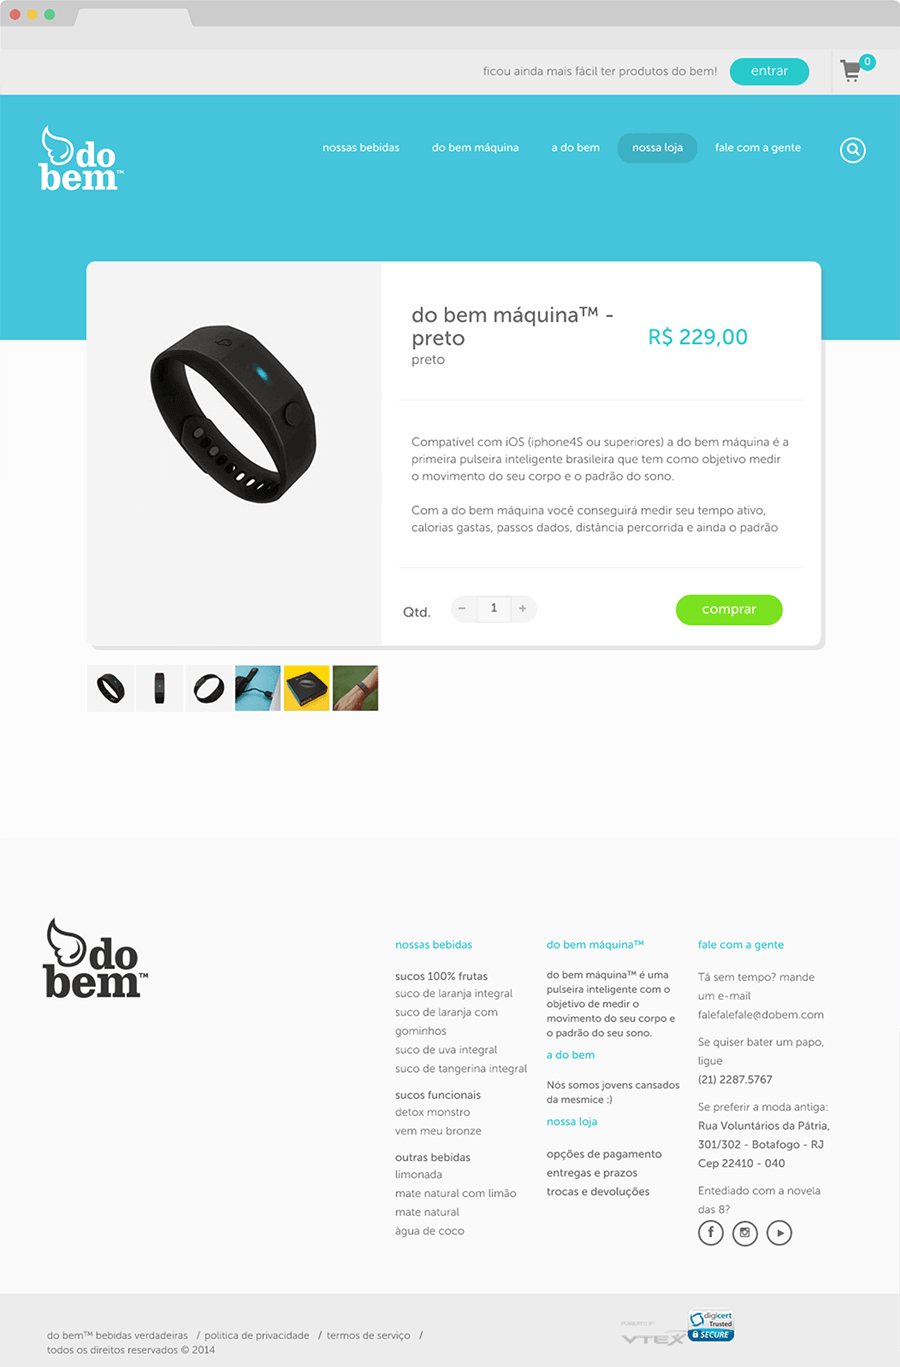 ficou ainda mais fácil ter produtos do bem!
entrar
0
do
bem™
nossas bebidas
do bem máquina
a do bem
nossa loja
fale com a gente
do bem máquina™ -
preto
preto
R$ 229,00
Compatível com iOS (iphone4S ou superiores) a do bem máquina é a
primeira pulseira inteligente brasileira que tem como objetivo medir
o movimento do seu corpo e o padrão do sono.
Com a do bem máquina você conseguirá medir seu tempo ativo,
calorias gastas, passos dados, distância percorrida e ainda o padrão
Qtd.
− 1 +
comprar
do
bem™
nossas bebidas
sucos 100% frutas
suco de laranja integral
suco de laranja com
gominhos
suco de uva integral
suco de tangerina integral
sucos funcionais
detox monstro
vem meu bronze
outras bebidas
limonada
mate natural com limão
mate natural
àgua de coco
do bem máquina™
do bem máquina™ é uma
pulseira inteligente com o
objetivo de medir o
movimento do seu corpo e
o padrão do seu sono.
a do bem
Nós somos jovens cansados
da mesmice :)
nossa loja
opções de pagamento
entregas e prazos
trocas e devoluções
fale com a gente
Tá sem tempo? mande
um e-mail
falefalefale@dobem.com
Se quiser bater um papo,
ligue
(21) 2287.5767
Se preferir a moda antiga:
Rua Voluntários da Pátria,
301/302 - Botafogo - RJ
Cep 22410 - 040
Entediado com a novela
das 8?
do bem™ bebidas verdadeiras / politica de privacidade / termos de serviço /
todos os direitos reservados © 2014
POWERED BY
VTEX
digicert
Trusted
SECURE